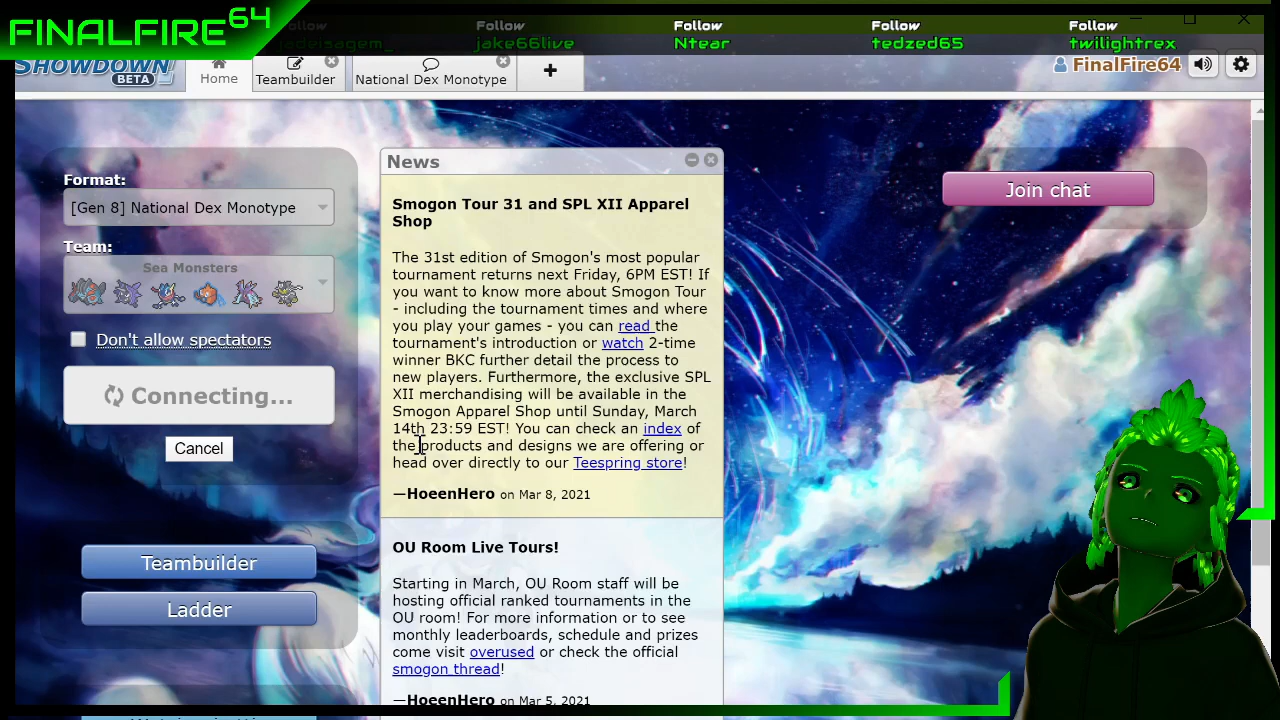 FINALFIRE64
Follow
Follow
jake66live
Follow
Ntear
Follow
tedzed65
Follow
twilightrex
SHOWDOWN
BETA
Home
Teambuilder
National Dex Monotype
FinalFire64
Format:
[Gen 8] National Dex Monotype
Team:
Sea Monsters
Don't allow spectators
Connecting...
Cancel
Teambuilder
Ladder
News
Smogon Tour 31 and SPL XII Apparel
Shop
The 31st edition of Smogon's most popular
tournament returns next Friday, 6PM EST! If
you want to know more about Smogon Tour
- including the tournament times and where
you play your games - you can read the
tournament's introduction or watch 2-time
winner BKC further detail the process to
new players. Furthermore, the exclusive SPL
XII merchandising will be available in the
Smogon Apparel Shop until Sunday, March
14th 23:59 EST! You can check an index of
the products and designs we are offering or
head over directly to our Teespring store!
—HoeenHero on Mar 8, 2021
OU Room Live Tours!
Starting in March, OU Room staff will be
hosting official ranked tournaments in the
OU room! For more information or to see
monthly leaderboards, schedule and prizes
come visit overused or check the official
smogon thread!
—HoeenHero on Mar 5, 2021
Join chat